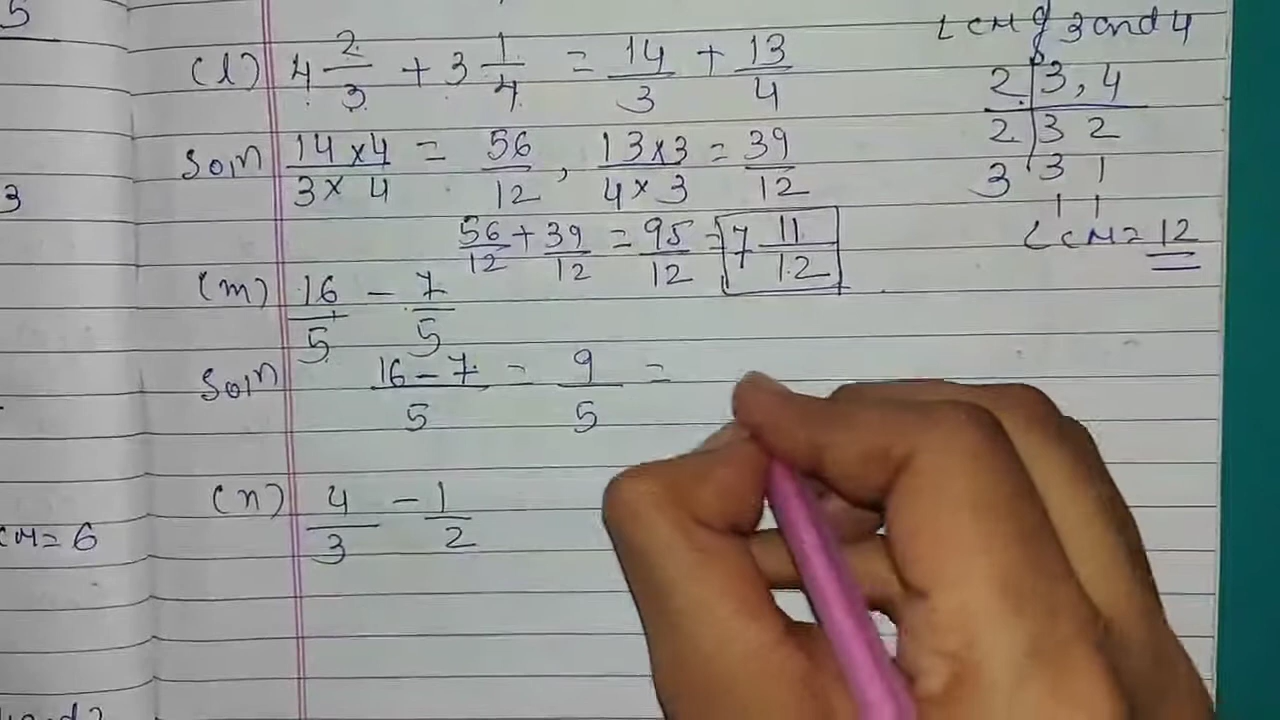 5
3
CM= 6
(l) 4 2/3 + 3 1/4 = 14/3 + 13/4
Soln 14×4/3×4 = 56/12, 13×3/4×3 = 39/12
56/12 + 39/12 = 95/12 = 7 11/12
(m) 16/5 - 7/5
Soln 16-7/5 = 9/5 =
(n) 4/3 - 1/2
LCM of 3 and 4
2 | 3, 4
2 | 3 2
3 3 1
1 1
LCM = 12